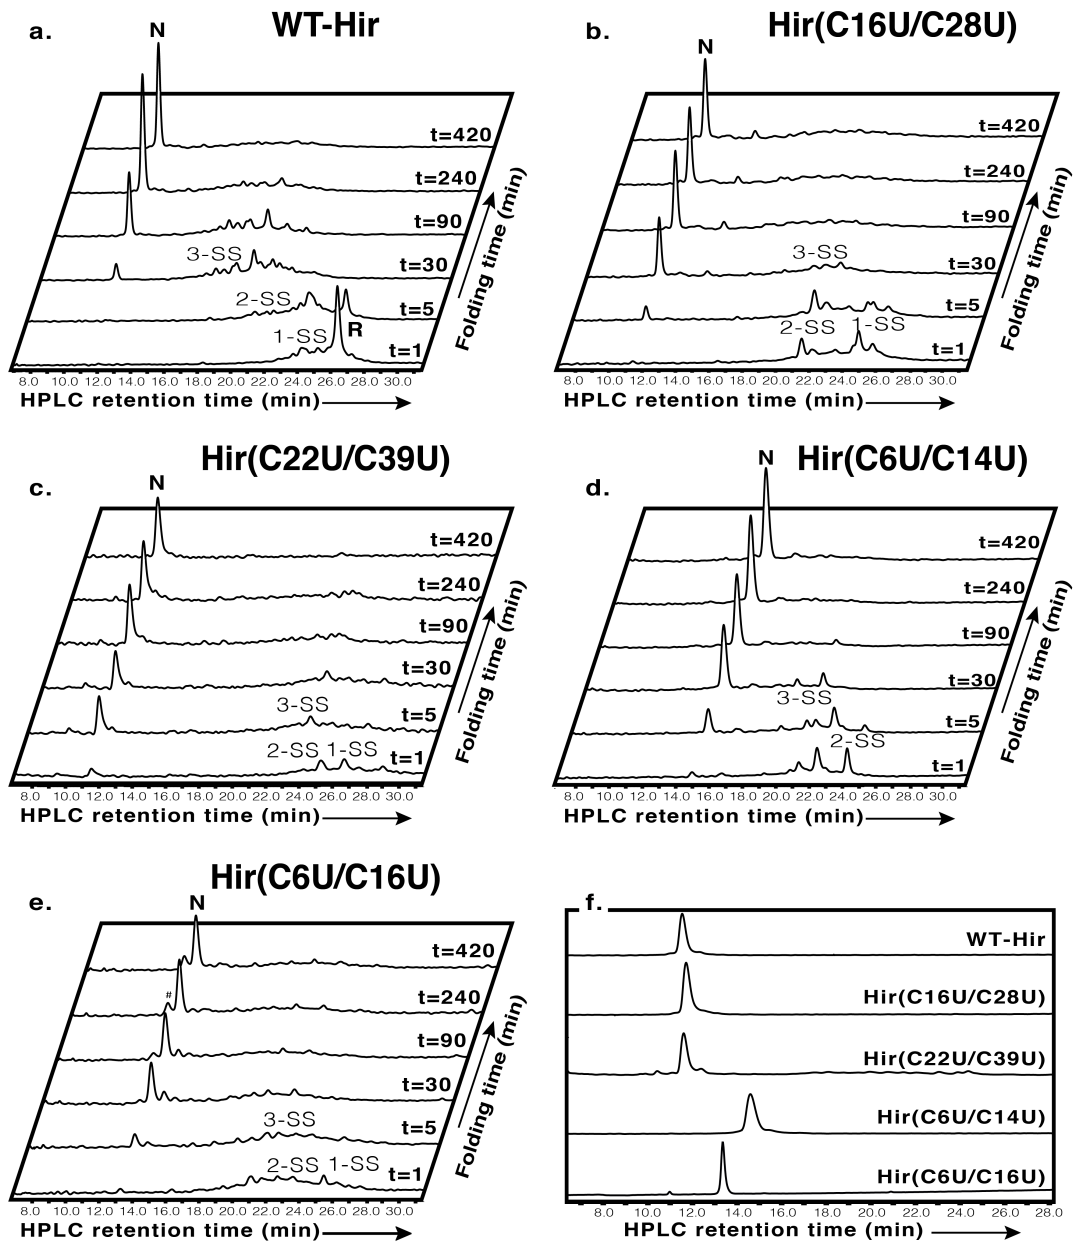 a.
WT-Hir
N
t=420
t=240
t=90
3-SS
t=30
2-SS
t=5
1-SS
R
t=1
Folding time (min)
8.0 10.0 12.0 14.0 16.0 18.0 20.0 22.0 24.0 26.0 28.0 30.0
HPLC retention time (min)
b.
Hir(C16U/C28U)
N
t=420
t=240
t=90
3-SS
t=30
t=5
2-SS 1-SS
t=1
Folding time (min)
8.0 10.0 12.0 14.0 16.0 18.0 20.0 22.0 24.0 26.0 28.0 30.0
HPLC retention time (min)
c.
Hir(C22U/C39U)
N
t=420
t=240
t=90
t=30
3-SS
t=5
2-SS 1-SS
t=1
Folding time (min)
8.0 10.0 12.0 14.0 16.0 18.0 20.0 22.0 24.0 26.0 28.0 30.0
HPLC retention time (min)
d.
Hir(C6U/C14U)
N
t=420
t=240
t=90
t=30
3-SS
t=5
2-SS
t=1
Folding time (min)
8.0 10.0 12.0 14.0 16.0 18.0 20.0 22.0 24.0 26.0 28.0 30.0
HPLC retention time (min)
e.
Hir(C6U/C16U)
N
t=420
#
t=240
t=90
t=30
3-SS
t=5
2-SS 1-SS
t=1
Folding time (min)
8.0 10.0 12.0 14.0 16.0 18.0 20.0 22.0 24.0 26.0 28.0 30.0
HPLC retention time (min)
f.
WT-Hir
Hir(C16U/C28U)
Hir(C22U/C39U)
Hir(C6U/C14U)
Hir(C6U/C16U)
8.0 10.0 12.0 14.0 16.0 18.0 20.0 22.0 24.0 26.0 28.0
HPLC retention time (min)